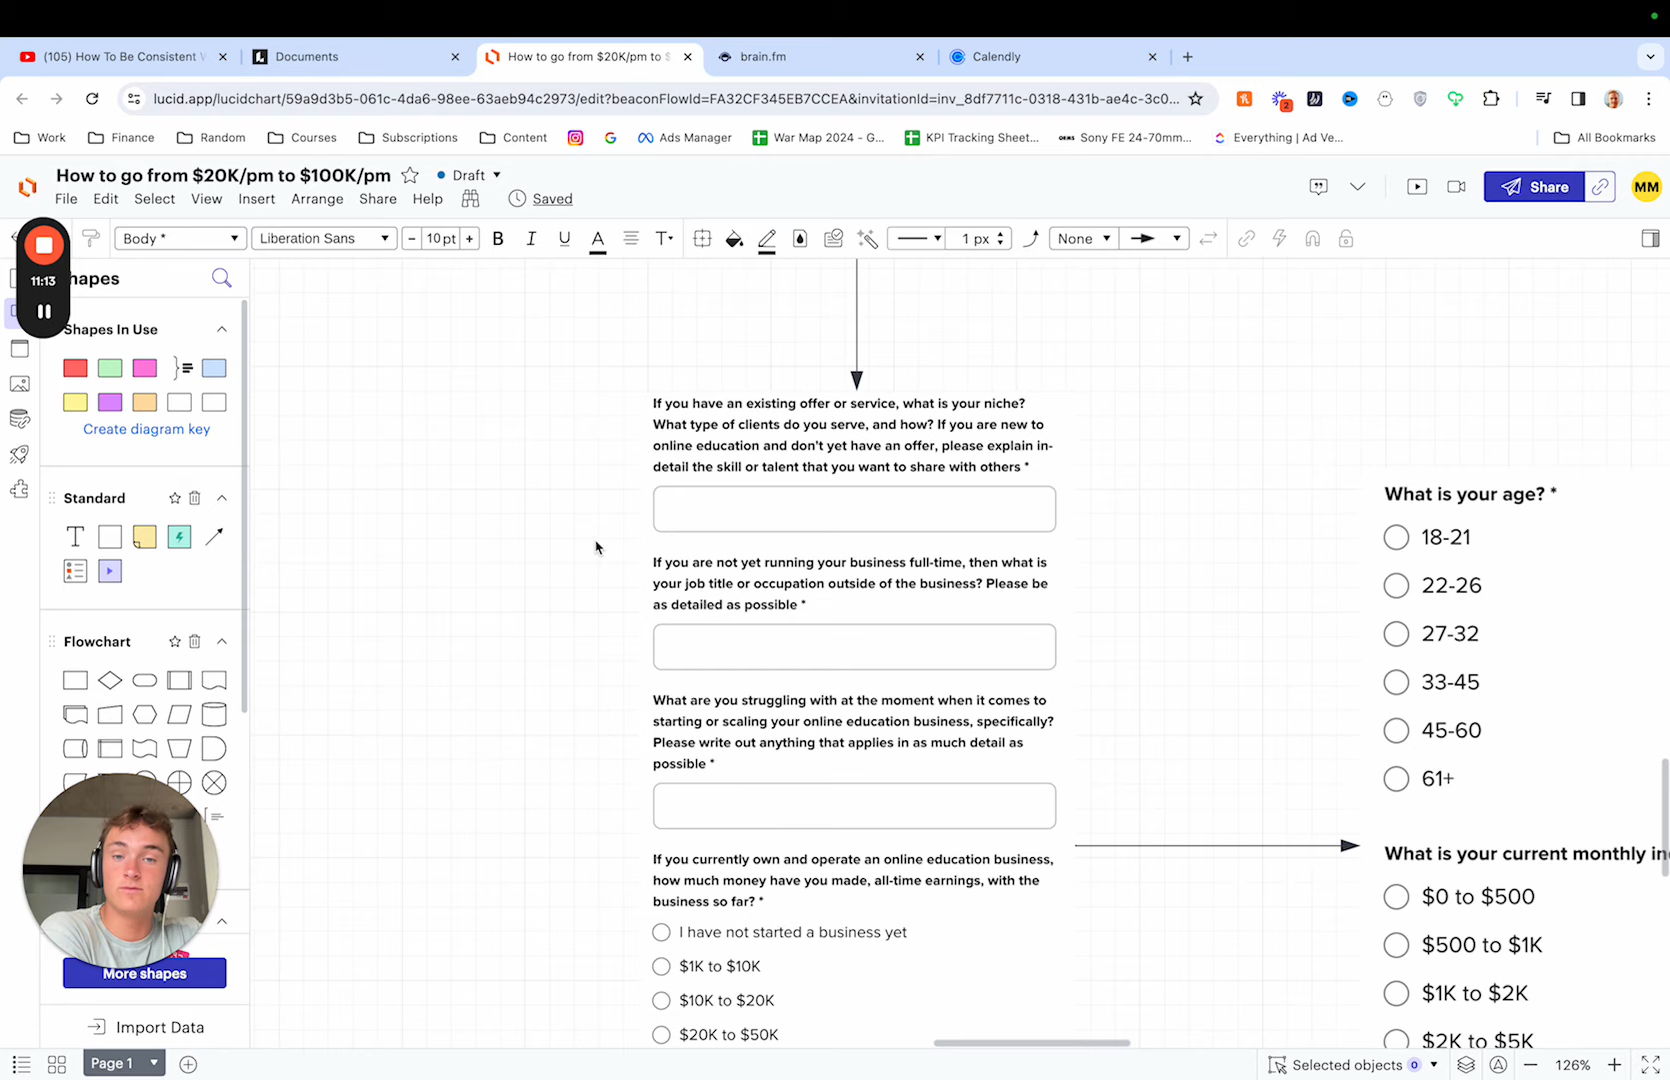 (105) How To Be Consistent W
Documents
How to go from $20K/pm to $
brain.fm
Calendly
lucid.app/lucidchart/59a9d3b5-061c-4da6-98ee-63aeb94c2973/edit?beaconFlowId=FA32CF345EB7CCEA&invitationId=inv_8df7711c-0318-431b-ae4c-3c0...
2
Work
Finance
Random
Courses
Subscriptions
Content
Ads Manager
War Map 2024 - G...
KPI Tracking Sheet...
Sony FE 24-70mm...
Everything | Ad Ve...
All Bookmarks
How to go from $20K/pm to $100K/pm
Draft
File Edit Select View Insert Arrange Share Help
Saved
Share
MM
Body *
Liberation Sans
10 pt
B I U A T
1 px
None
11:13
hapes
Shapes In Use
Create diagram key
Standard
T
Flowchart
More shapes
Import Data
If you have an existing offer or service, what is your niche?
What type of clients do you serve, and how? If you are new to
online education and don't yet have an offer, please explain in-
detail the skill or talent that you want to share with others *
If you are not yet running your business full-time, then what is
your job title or occupation outside of the business? Please be
as detailed as possible *
What are you struggling with at the moment when it comes to
starting or scaling your online education business, specifically?
Please write out anything that applies in as much detail as
possible *
If you currently own and operate an online education business,
how much money have you made, all-time earnings, with the
business so far? *
I have not started a business yet
$1K to $10K
$10K to $20K
$20K to $50K
What is your age? *
18-21
22-26
27-32
33-45
45-60
61+
What is your current monthly in
$0 to $500
$500 to $1K
$1K to $2K
$2K to $5K
Page 1
Selected objects 0
126%